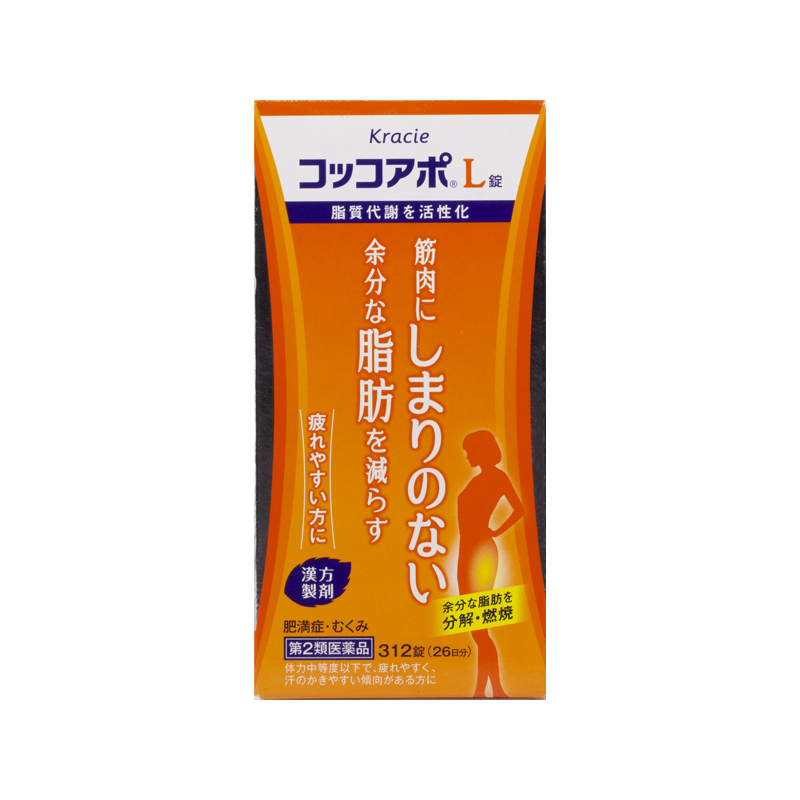 Kracie
コッコアポ® L錠
脂質代謝を活性化
筋肉にしまりのない
余分な脂肪を減らす
疲れやすい方に
漢方
製剤
余分な脂肪を
分解・燃焼
肥満症・むくみ
第2類医薬品 312錠（26日分）
体力中等度以下で、疲れやすく、
汗のかきやすい傾向がある方に